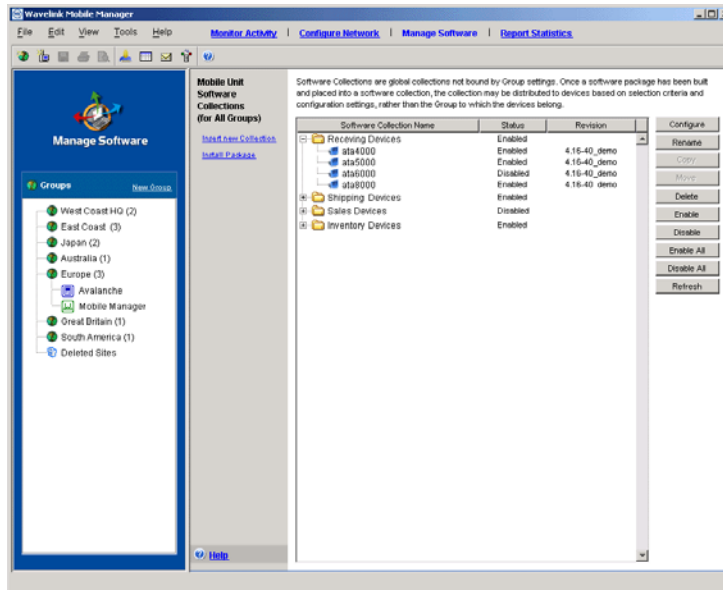 Wavelink Mobile Manager
File Edit View Tools Help Monitor Activity | Configure Network | Manage Software | Report Statistics
Manage Software
Groups New Group
West Coast HQ (2)
East Coast (3)
Japan (2)
Australia (1)
Europe (3)
Avalanche
Mobile Manager
Great Britain (1)
South America (1)
Deleted Sites
Mobile Unit
Software
Collections
(for All Groups)
Insert new Collection
Install Package
Help
Software Collections are global collections not bound by Group settings. Once a software package has been built
and placed into a software collection, the collection may be distributed to devices based on selection criteria and
configuration settings, rather than the Group to which the devices belong.
Software Collection Name Status Revision
Receving Devices Enabled
ata4000 Enabled 4.16-40_demo
ata5000 Enabled 4.16-40_demo
ata6000 Disabled 4.16-40_demo
ata8000 Enabled 4.16-40_demo
Shipping Devices Enabled
Sales Devices Disabled
Inventory Devices Enabled
Configure
Rename
Copy
Move
Delete
Enable
Disable
Enable All
Disable All
Refresh